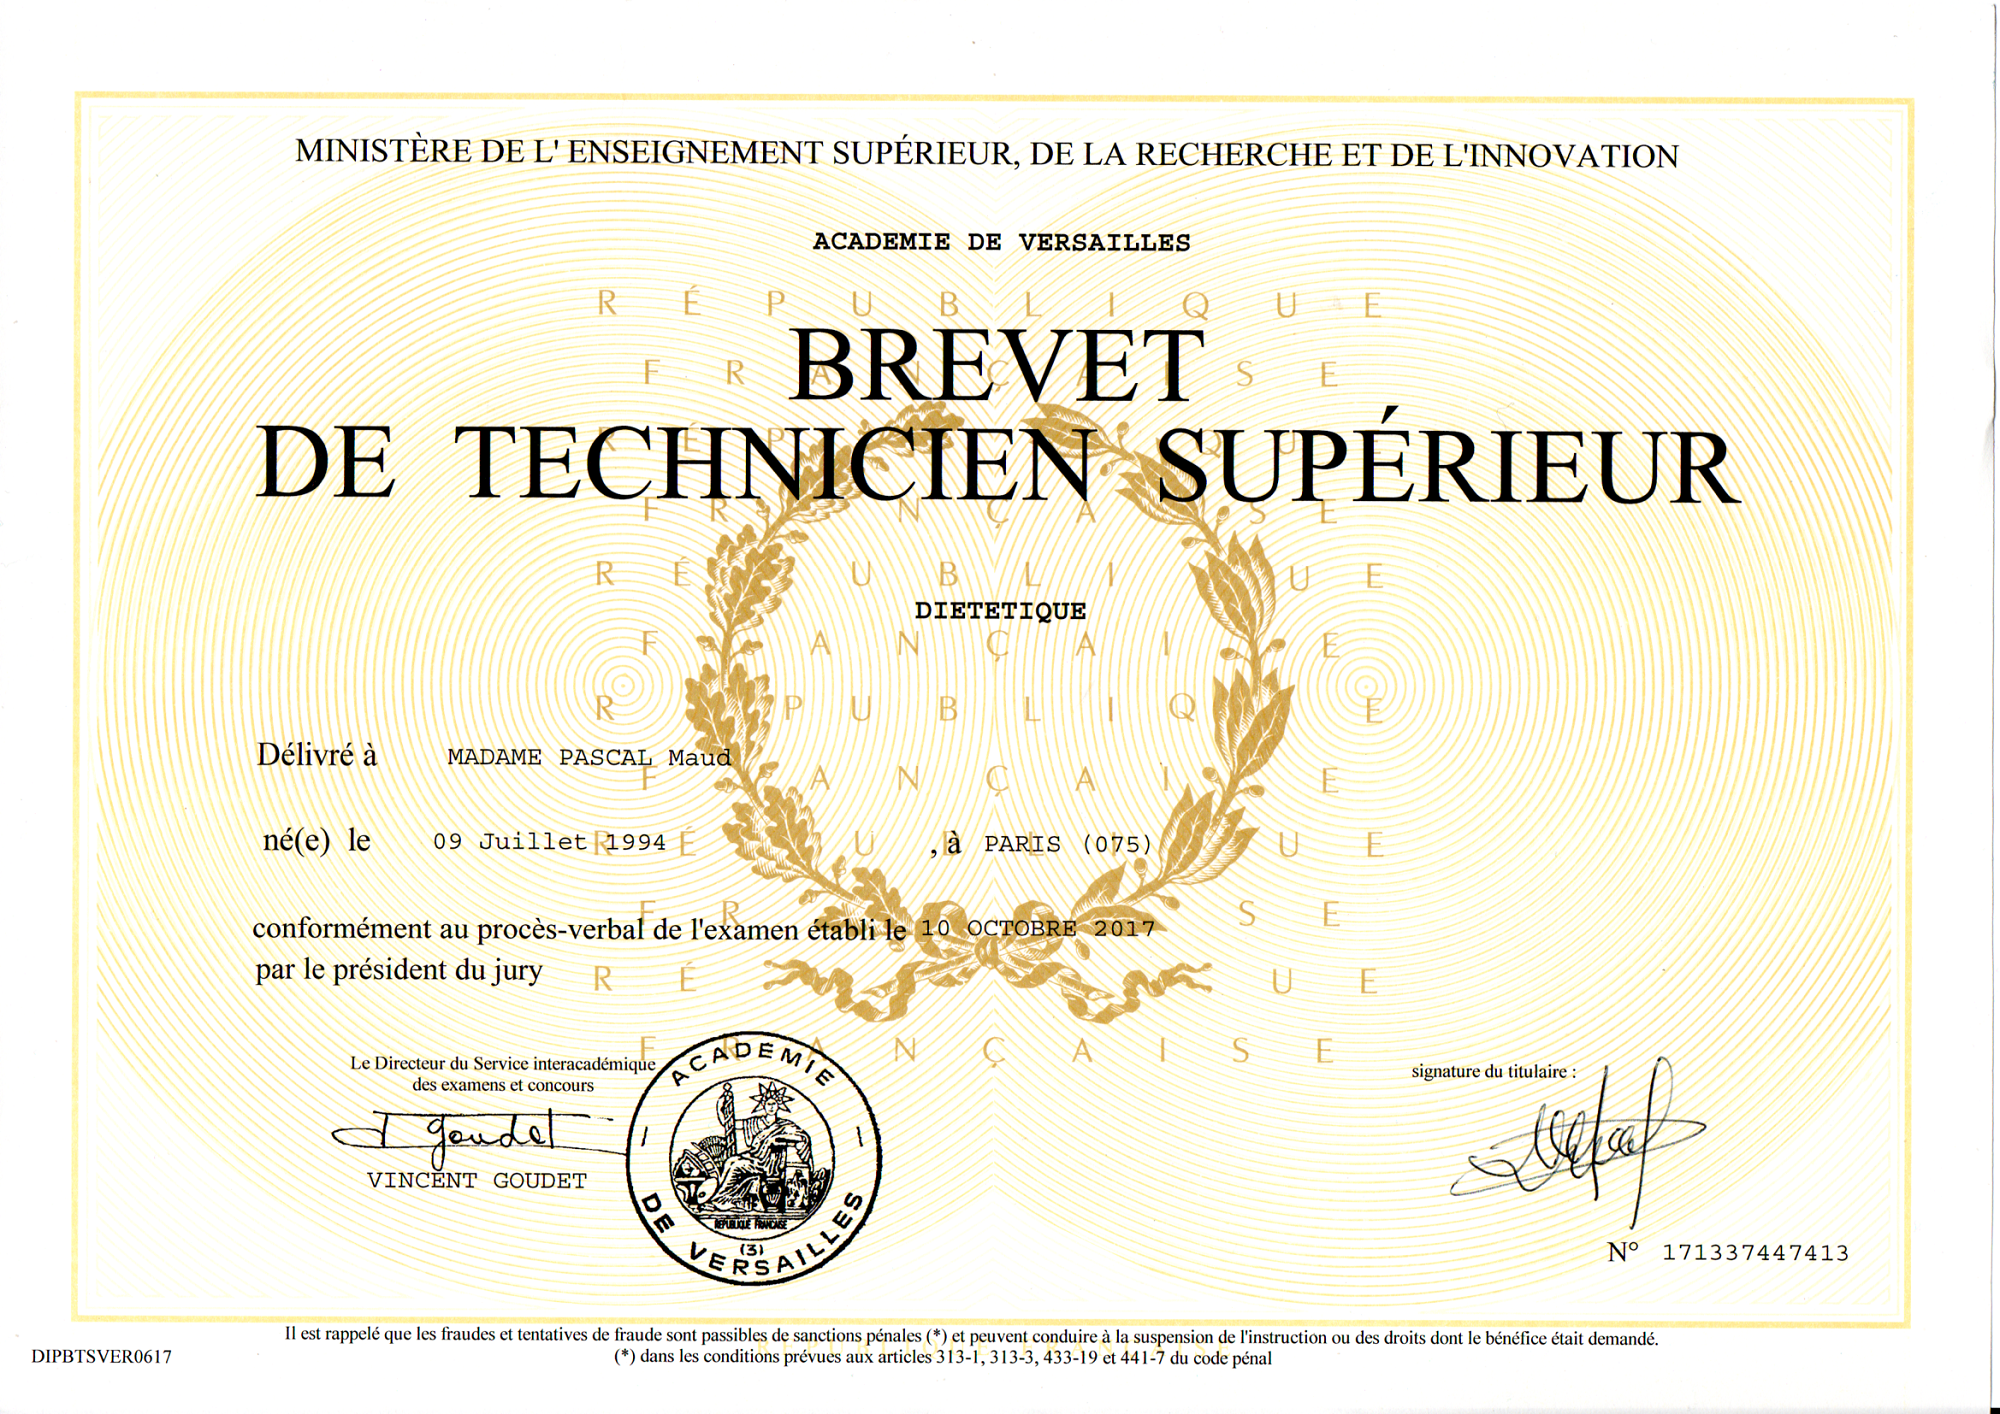 MINISTÈRE DE L' ENSEIGNEMENT SUPÉRIEUR, DE LA RECHERCHE ET DE L'INNOVATION
ACADEMIE DE VERSAILLES
RÉPUBLIQUE
FRANÇAISE
BREVET
DE TECHNICIEN SUPÉRIEUR
DIETETIQUE
Délivré à MADAME PASCAL Maud
né(e) le 09 Juillet 1994 , à PARIS (075)
conformément au procès-verbal de l'examen établi le 10 OCTOBRE 2017
par le président du jury
Le Directeur du Service interacadémique
des examens et concours
Goudet
VINCENT GOUDET
ACADEMIE
DE VERSAILLES
RÉPUBLIQUE FRANCAISE
(3)
signature du titulaire :
N° 171337447413
Il est rappelé que les fraudes et tentatives de fraude sont passibles de sanctions pénales (*) et peuvent conduire à la suspension de l'instruction ou des droits dont le bénéfice était demandé.
DIPBTSVER0617
(*) dans les conditions prévues aux articles 313-1, 313-3, 433-19 et 441-7 du code pénal